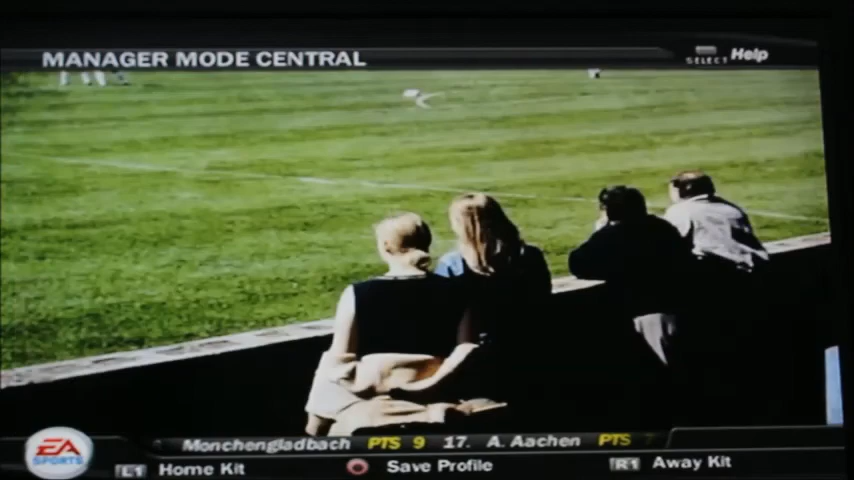 MANAGER MODE CENTRAL
SELECT Help
Monchengladbach PTS 9 17. A. Aachen PTS 7
EA SPORTS
L1 Home Kit Save Profile R1 Away Kit